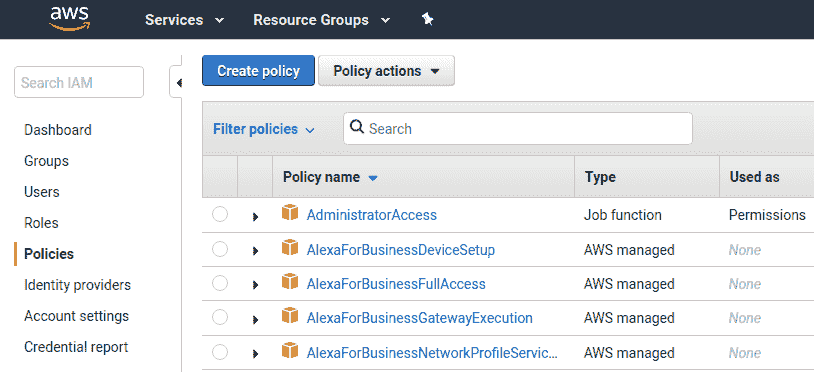 aws Services Resource Groups
Search IAM
Create policy Policy actions
Filter policies Search
Dashboard
Groups
Users
Roles
Policies
Identity providers
Account settings
Credential report
Policy name Type Used as
AdministratorAccess Job function Permissions
AlexaForBusinessDeviceSetup AWS managed None
AlexaForBusinessFullAccess AWS managed None
AlexaForBusinessGatewayExecution AWS managed None
AlexaForBusinessNetworkProfileServic... AWS managed None